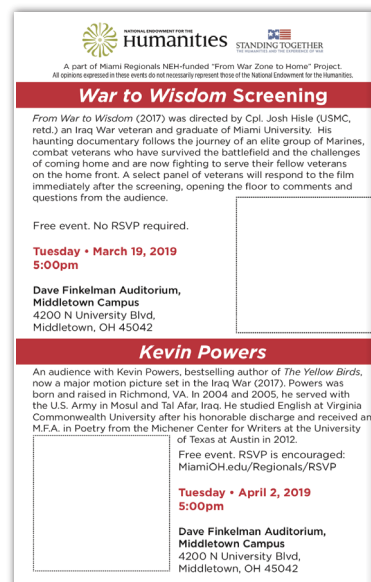 NATIONAL ENDOWMENT FOR THE
Humanities
STANDING TOGETHER
THE HUMANITIES AND THE EXPERIENCE OF WAR
A part of Miami Regionals NEH-funded "From War Zone to Home" Project.
All opinions expressed in these events do not necessarily represent those of the National Endowment for the Humanities.
War to Wisdom Screening
From War to Wisdom (2017) was directed by Cpl. Josh Hisle (USMC,
retd.) an Iraq War veteran and graduate of Miami University. His
haunting documentary follows the journey of an elite group of Marines,
combat veterans who have survived the battlefield and the challenges
of coming home and are now fighting to serve their fellow veterans
on the home front. A select panel of veterans will respond to the film
immediately after the screening, opening the floor to comments and
questions from the audience.
Free event. No RSVP required.
Tuesday • March 19, 2019
5:00pm
Dave Finkelman Auditorium,
Middletown Campus
4200 N University Blvd,
Middletown, OH 45042
Kevin Powers
An audience with Kevin Powers, bestselling author of The Yellow Birds,
now a major motion picture set in the Iraq War (2017). Powers was
born and raised in Richmond, VA. In 2004 and 2005, he served with
the U.S. Army in Mosul and Tal Afar, Iraq. He studied English at Virginia
Commonwealth University after his honorable discharge and received an
M.F.A. in Poetry from the Michener Center for Writers at the University
of Texas at Austin in 2012.
Free event. RSVP is encouraged:
MiamiOH.edu/Regionals/RSVP
Tuesday • April 2, 2019
5:00pm
Dave Finkelman Auditorium,
Middletown Campus
4200 N University Blvd,
Middletown, OH 45042